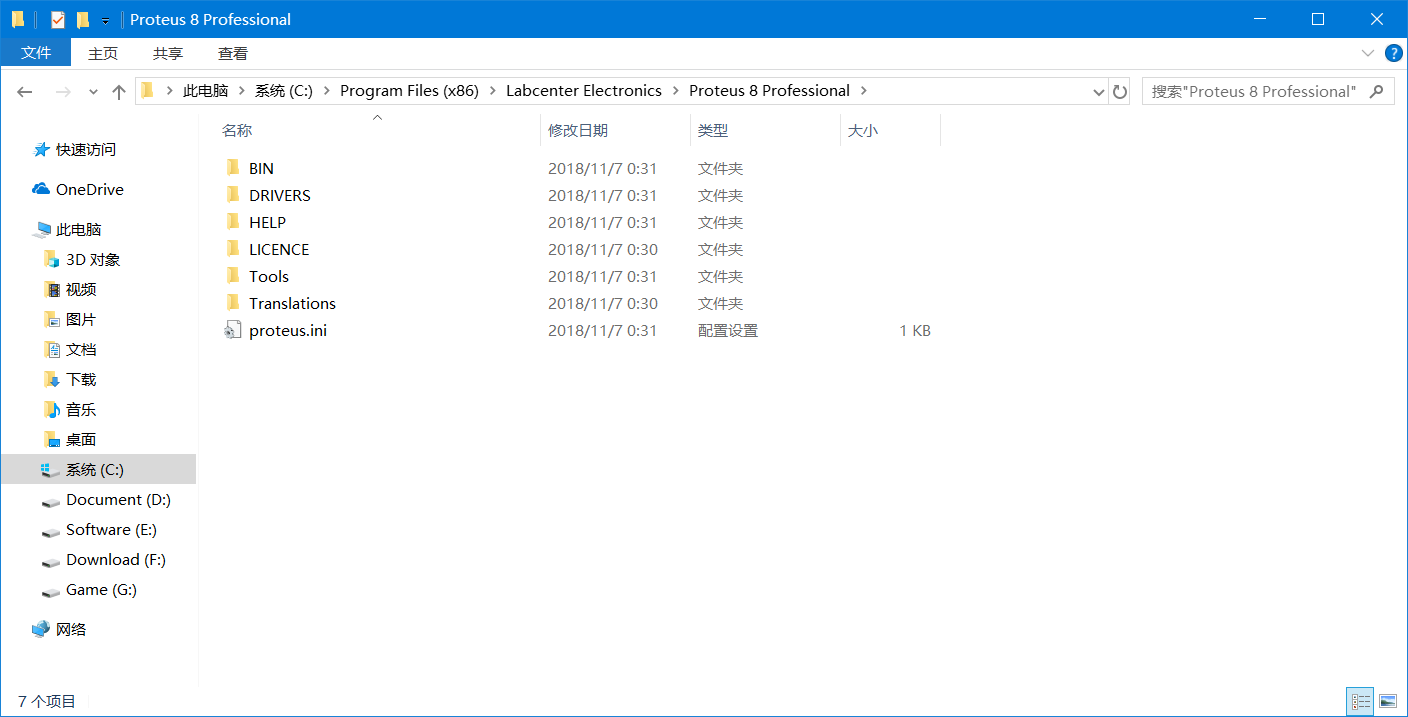 Proteus 8 Professional
文件 主页 共享 查看
此电脑 系统 (C:) Program Files (x86) Labcenter Electronics Proteus 8 Professional
搜索"Proteus 8 Professional"
名称 修改日期 类型 大小
快速访问
OneDrive
此电脑
3D 对象
视频
图片
文档
下载
音乐
桌面
系统 (C:)
Document (D:)
Software (E:)
Download (F:)
Game (G:)
网络
BIN 2018/11/7 0:31 文件夹
DRIVERS 2018/11/7 0:31 文件夹
HELP 2018/11/7 0:31 文件夹
LICENCE 2018/11/7 0:30 文件夹
Tools 2018/11/7 0:31 文件夹
Translations 2018/11/7 0:30 文件夹
proteus.ini 2018/11/7 0:31 配置设置 1 KB
7 个项目